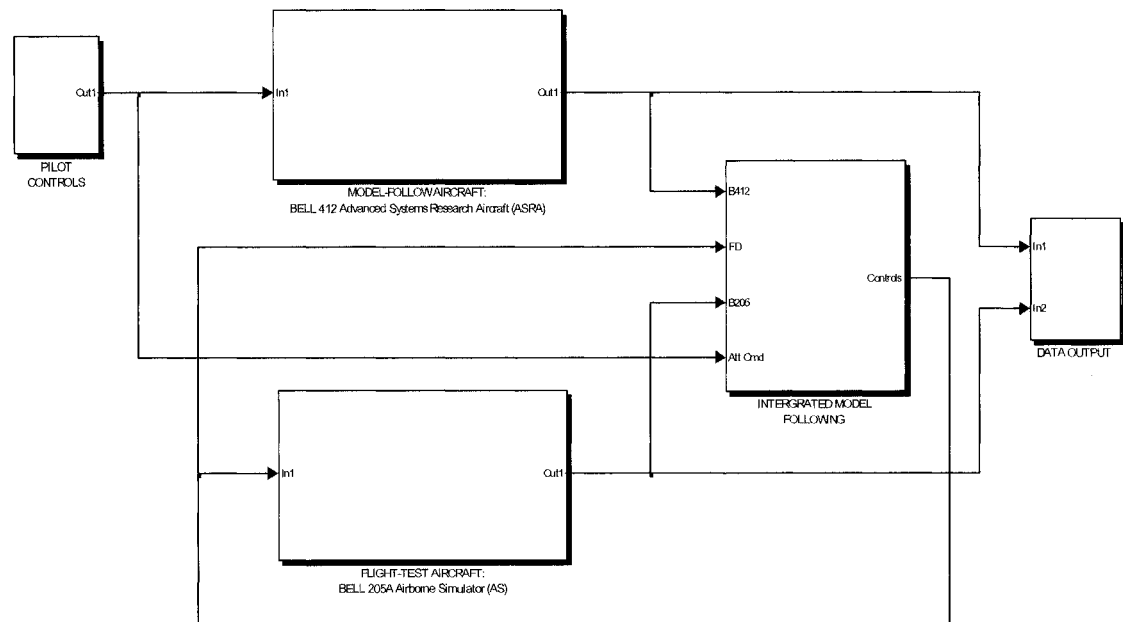 Out1
PILOT
CONTROLS
In1
Out1
MODEL-FOLLOW AIRCRAFT:
BELL 412 Advanced Systems Research Aircraft (ASRA)
B412
FD
B206
Att Cmd
Controls
INTERGRATED MODEL
FOLLOWING
In1
In2
DATA OUTPUT
In1
Out1
FLIGHT-TEST AIRCRAFT:
BELL 205A Airborne Simulator (AS)